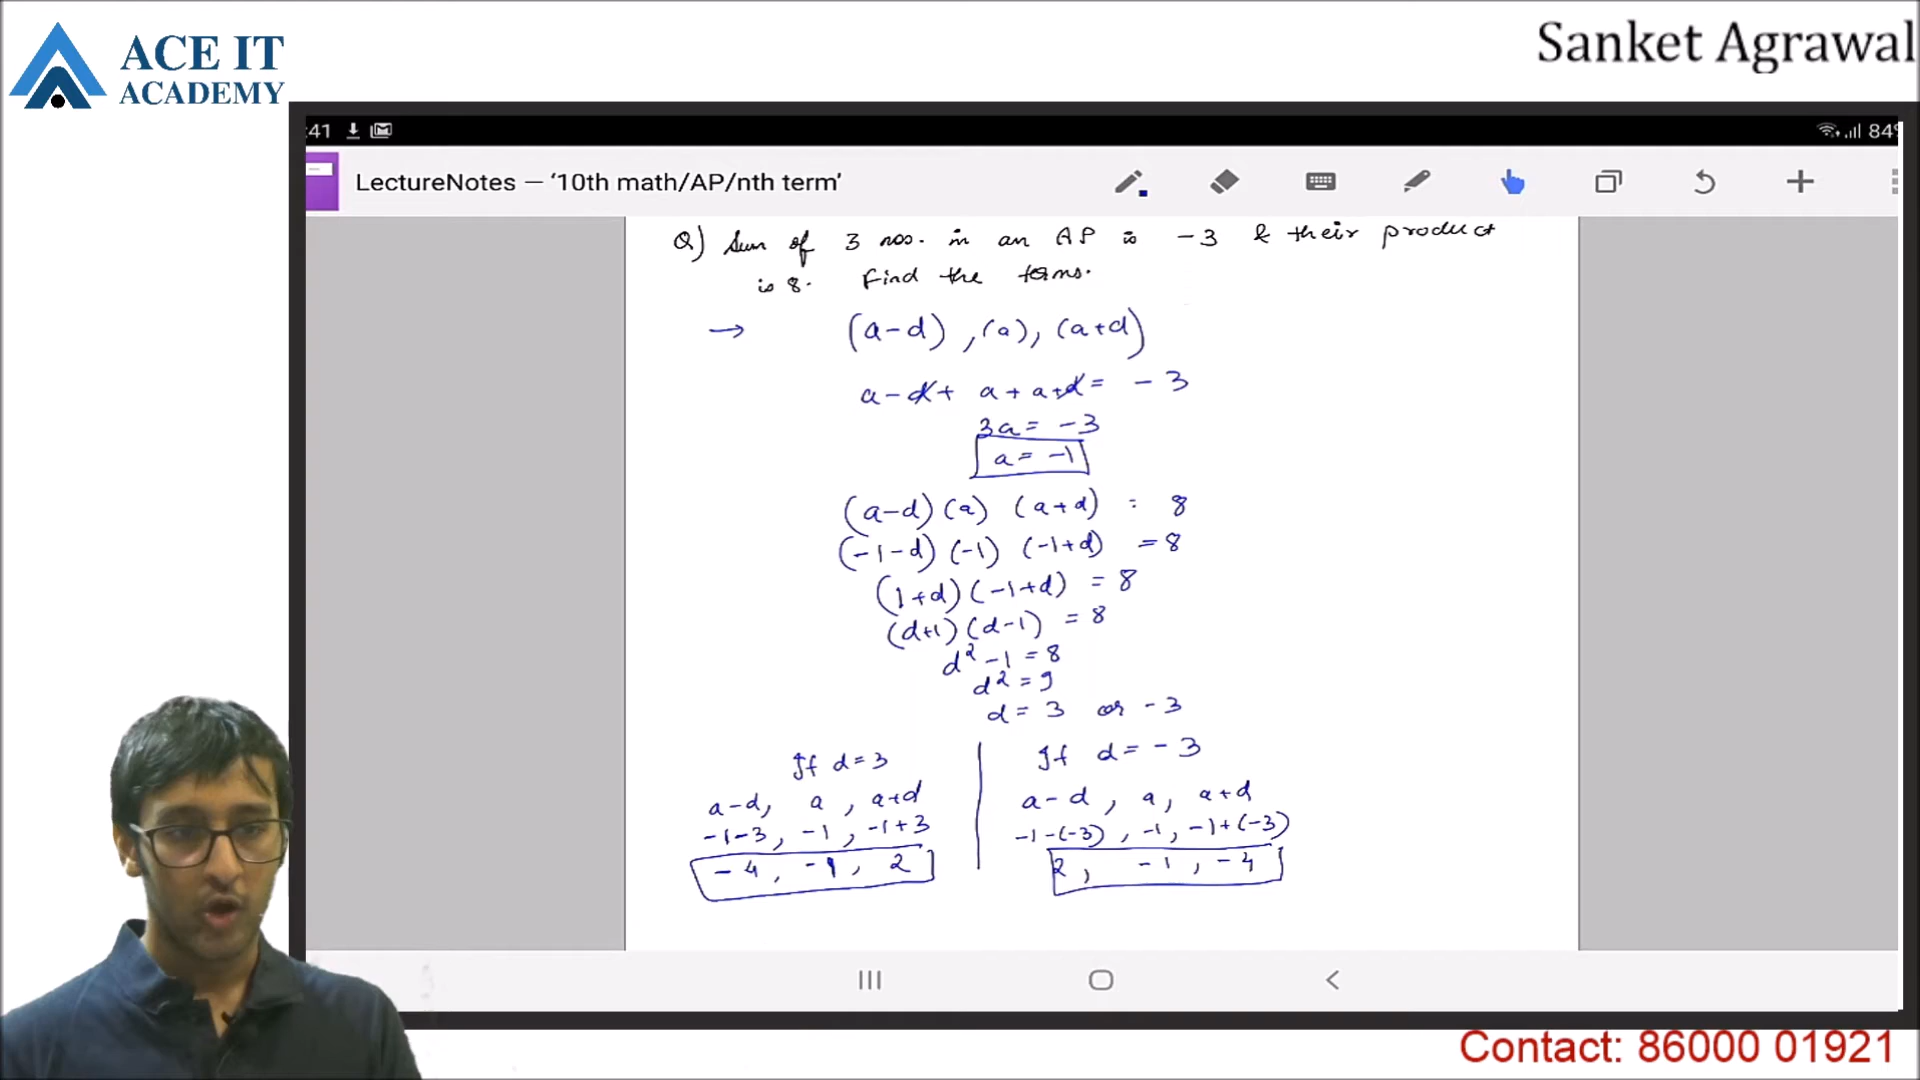 ACE IT
ACADEMY
Sanket Agrawal
:41
84%
LectureNotes — ‘10th math/AP/nth term’
Q) Sum of 3 nos. in an AP is -3 & their product
is 8. Find the terms.
→ (a-d), (a), (a+d)
a-d+ a+a+d= -3
3a= -3
a= -1
(a-d)(a) (a+d) = 8
(-1-d)(-1) (-1+d) =8
(1+d)(-1+d) = 8
(d+1)(d-1) = 8
d²-1=8
d²=9
d=3 or -3
If d=3
a-d, a, a+d
-1-3, -1, -1+3
-4, -1, 2
If d=-3
a-d, a, a+d
-1-(-3), -1, -1+(-3)
2, -1, -4
Contact: 86000 01921